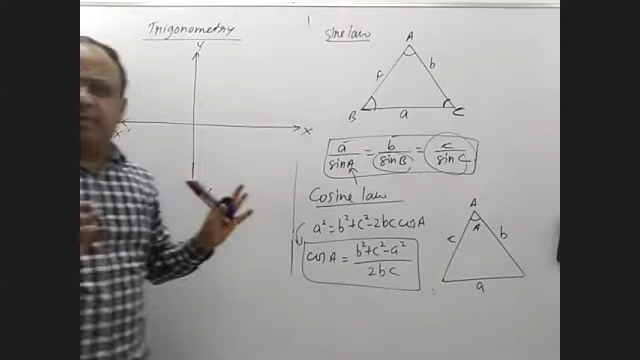 Trigonometry
Y
X'
X
Sine law
A
b
B
a
C
a/sinA = b/sinB = c/sinC
Cosine law
a² = b²+c²-2bc cosA
cosA = b²+c²-a²/2bc
A
A
c
b
a